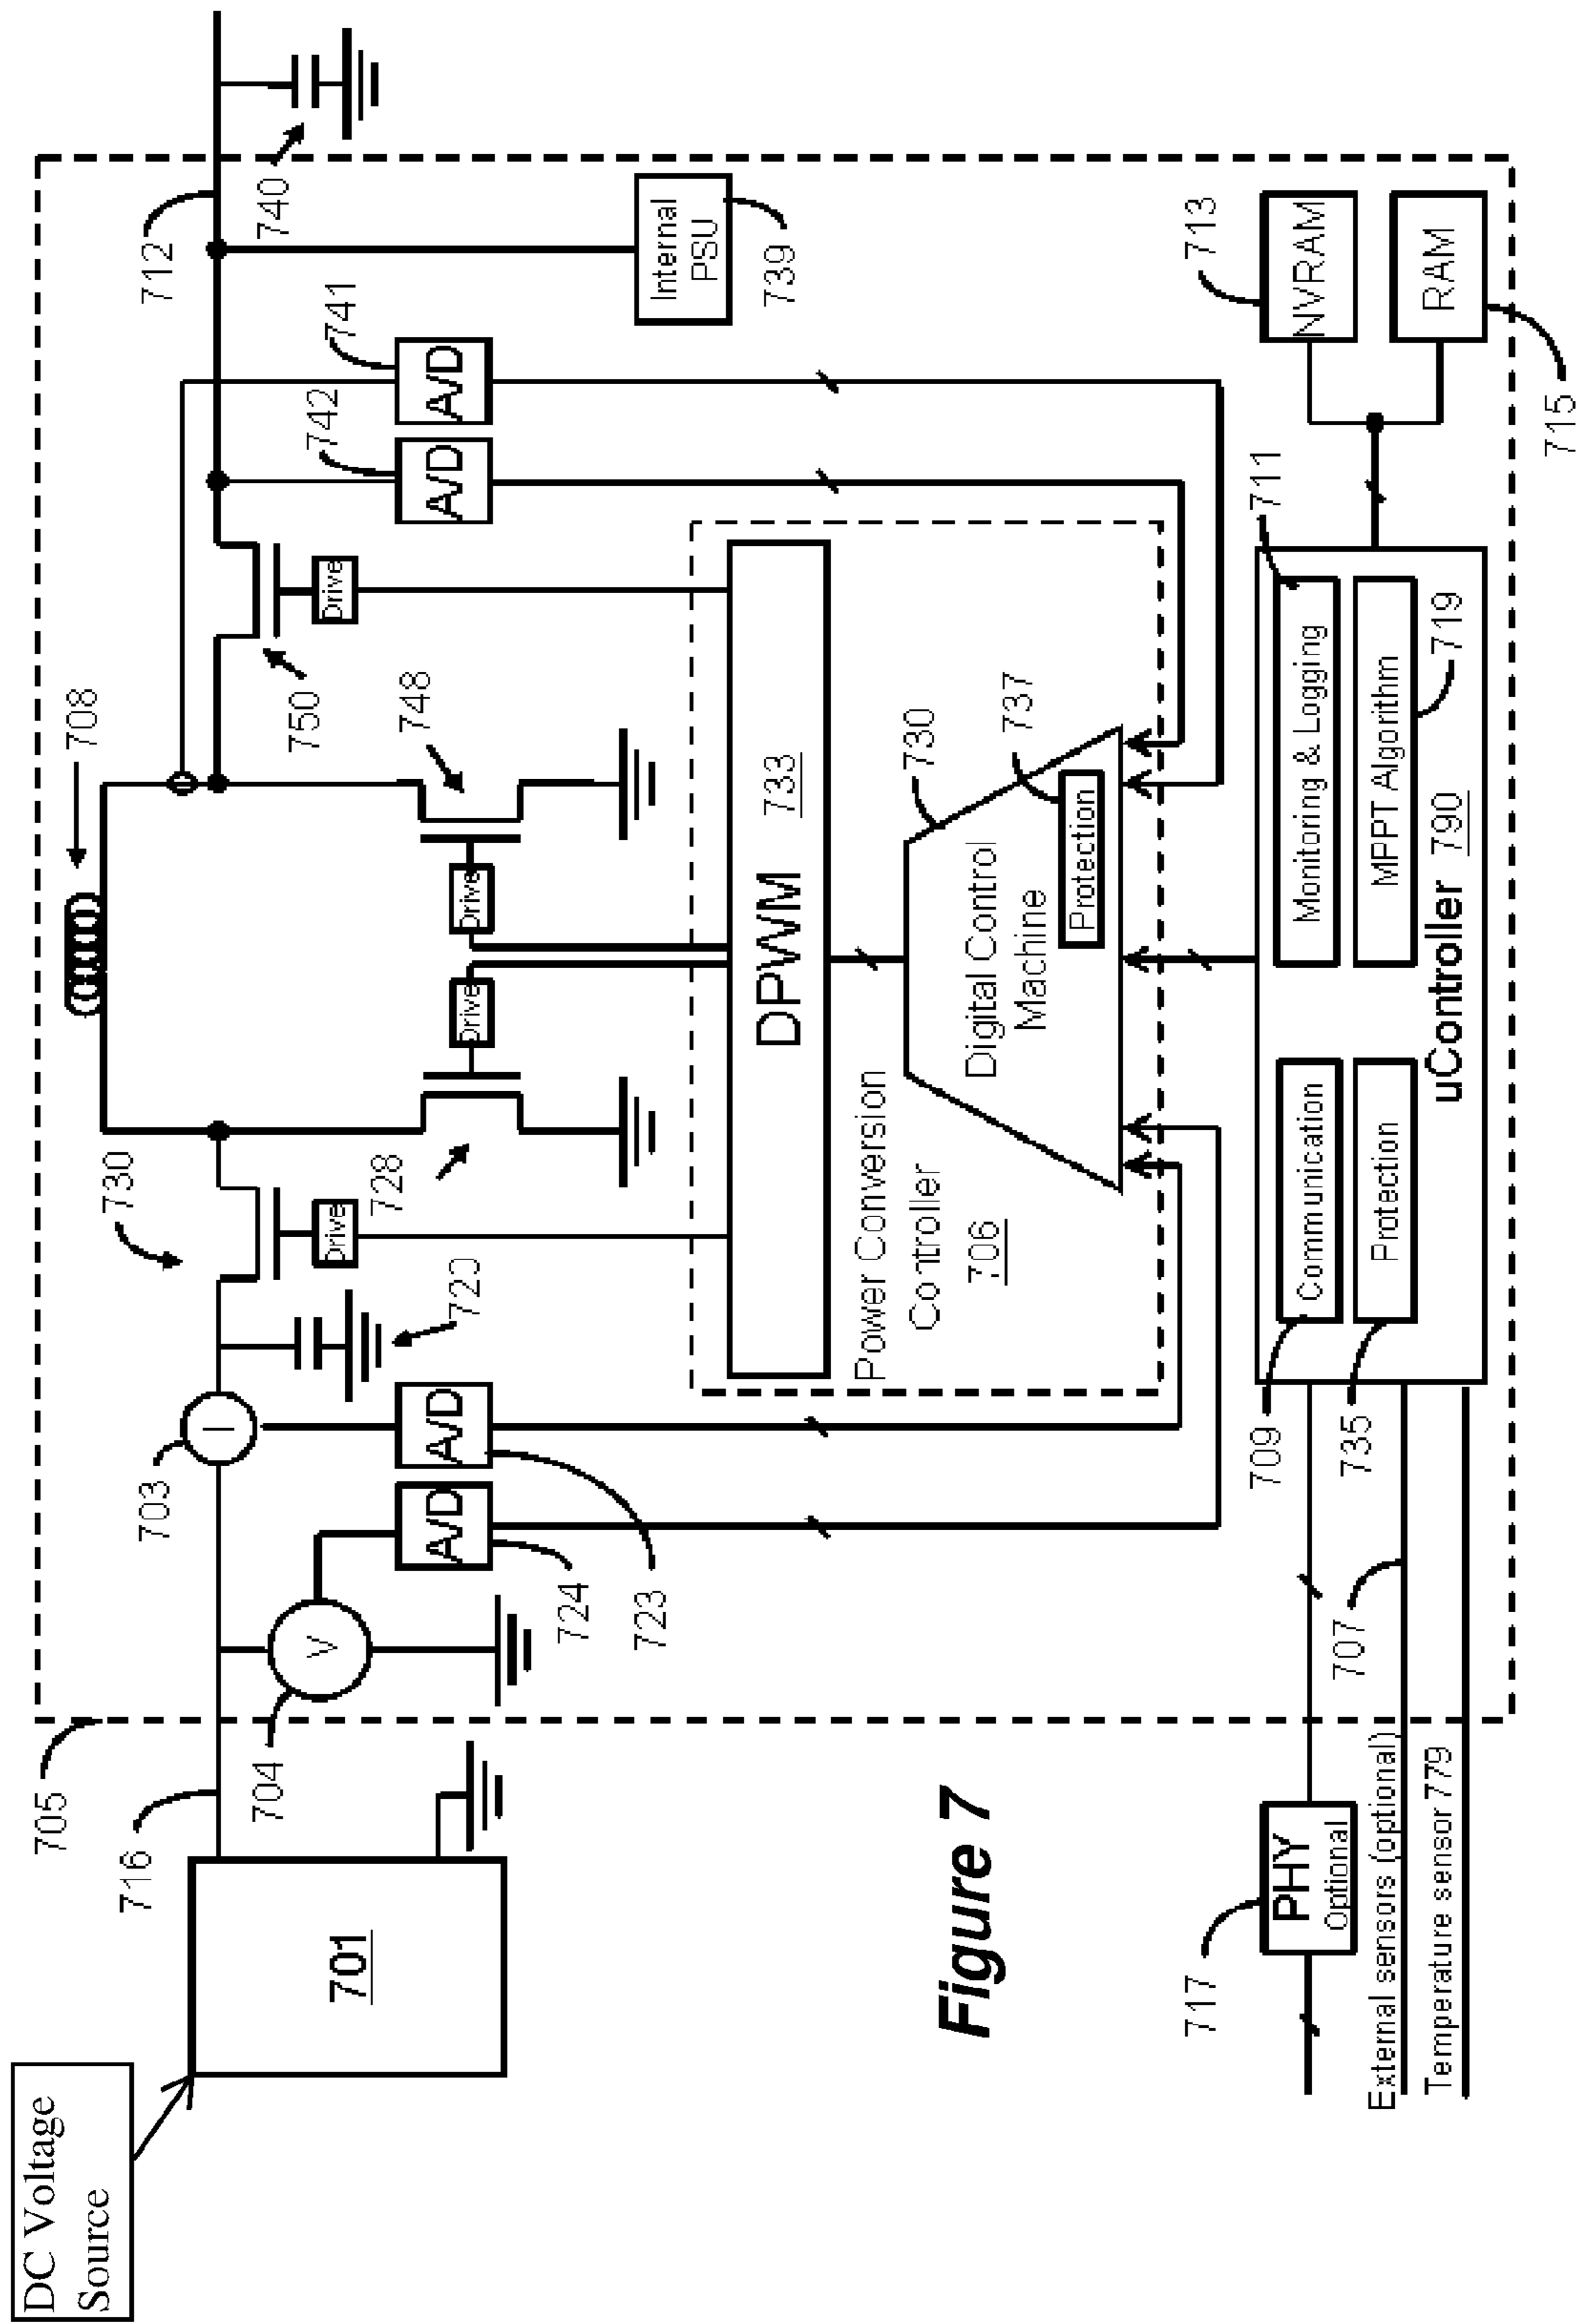 DC Voltage
Source
701
716
705
704
V
703
I
724
723
A/D
A/D
720
730
Drive
728
Drive
708
Drive
748
750
Drive
742
741
A/D
A/D
712
740
Internal
PSU
739
DPWM 733
Power Conversion
Controller
706
Digital Control
Machine
730
737
Protection
Communication
Protection
709
735
Monitoring & Logging
MPPT Algorithm
711
719
uController 790
NVRAM
713
RAM
715
707
717
PHY
Optional
External sensors (optional)
Temperature sensor 779
Figure 7